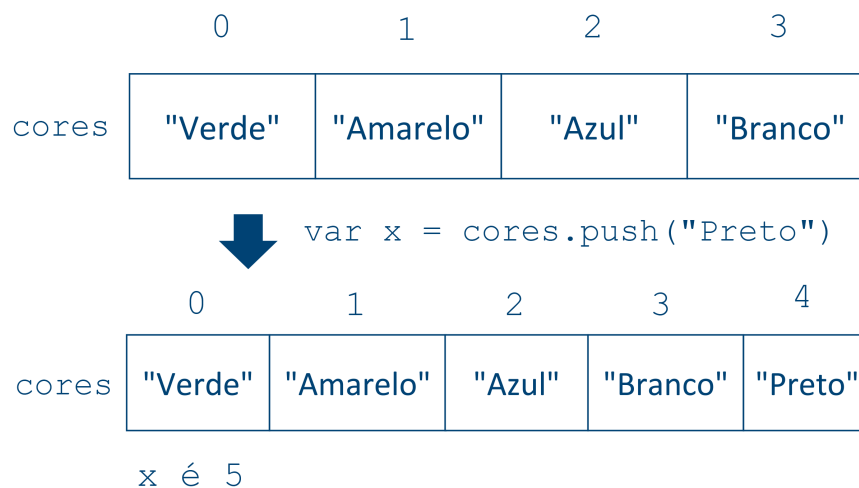 0 1 2 3
cores "Verde" "Amarelo" "Azul" "Branco"
var x = cores.push("Preto")
0 1 2 3 4
cores "Verde" "Amarelo" "Azul" "Branco" "Preto"
x é 5